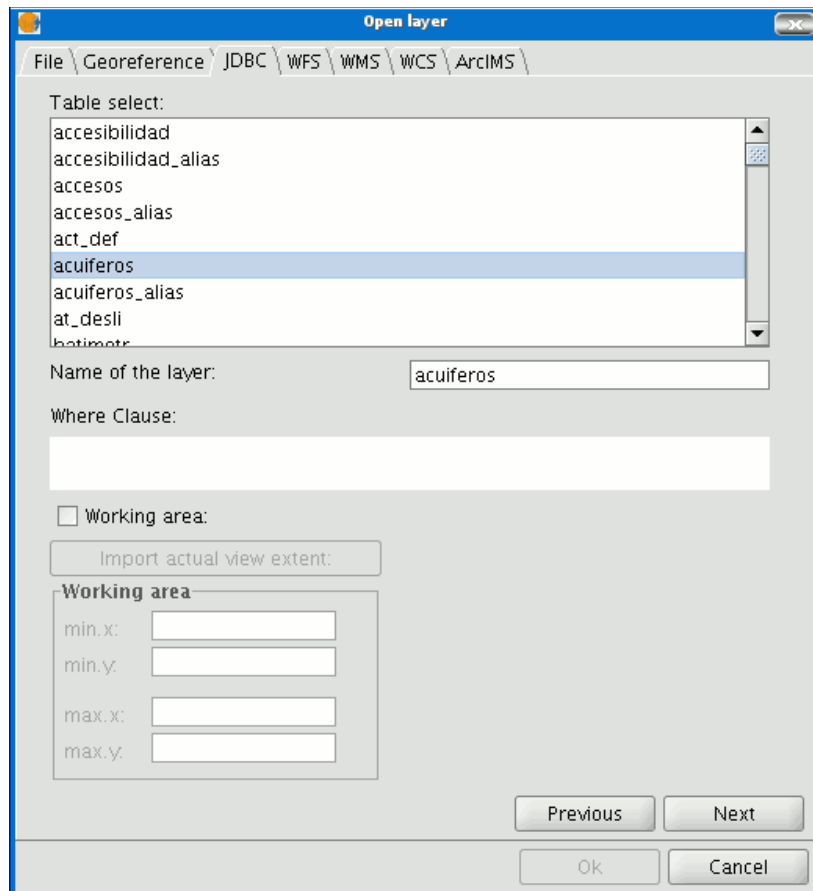 Open layer
File Georeference JDBC WFS WMS WCS ArcIMS
Table select:
accesibilidad
accesibilidad_alias
accesos
accesos_alias
act_def
acuiferos
acuiferos_alias
at_desli
batimetr
Name of the layer: acuiferos
Where Clause:
Working area:
Import actual view extent:
Working area
min.x:
min.y:
max.x:
max.y:
Previous Next
Ok Cancel